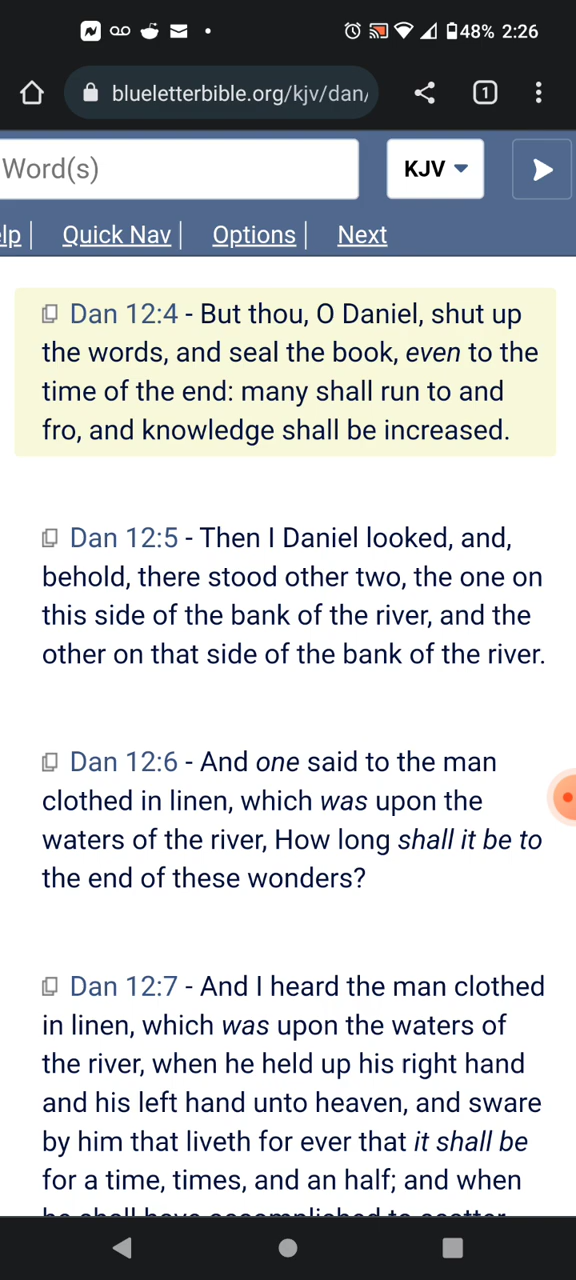 48% 2:26
blueletterbible.org/kjv/dan/
1
Word(s)
KJV
elp| Quick Nav| Options| Next
Dan 12:4 - But thou, O Daniel, shut up
the words, and seal the book, even to the
time of the end: many shall run to and
fro, and knowledge shall be increased.
Dan 12:5 - Then I Daniel looked, and,
behold, there stood other two, the one on
this side of the bank of the river, and the
other on that side of the bank of the river.
Dan 12:6 - And one said to the man
clothed in linen, which was upon the
waters of the river, How long shall it be to
the end of these wonders?
Dan 12:7 - And I heard the man clothed
in linen, which was upon the waters of
the river, when he held up his right hand
and his left hand unto heaven, and sware
by him that liveth for ever that it shall be
for a time, times, and an half; and when
he shall have accomplished to scatter